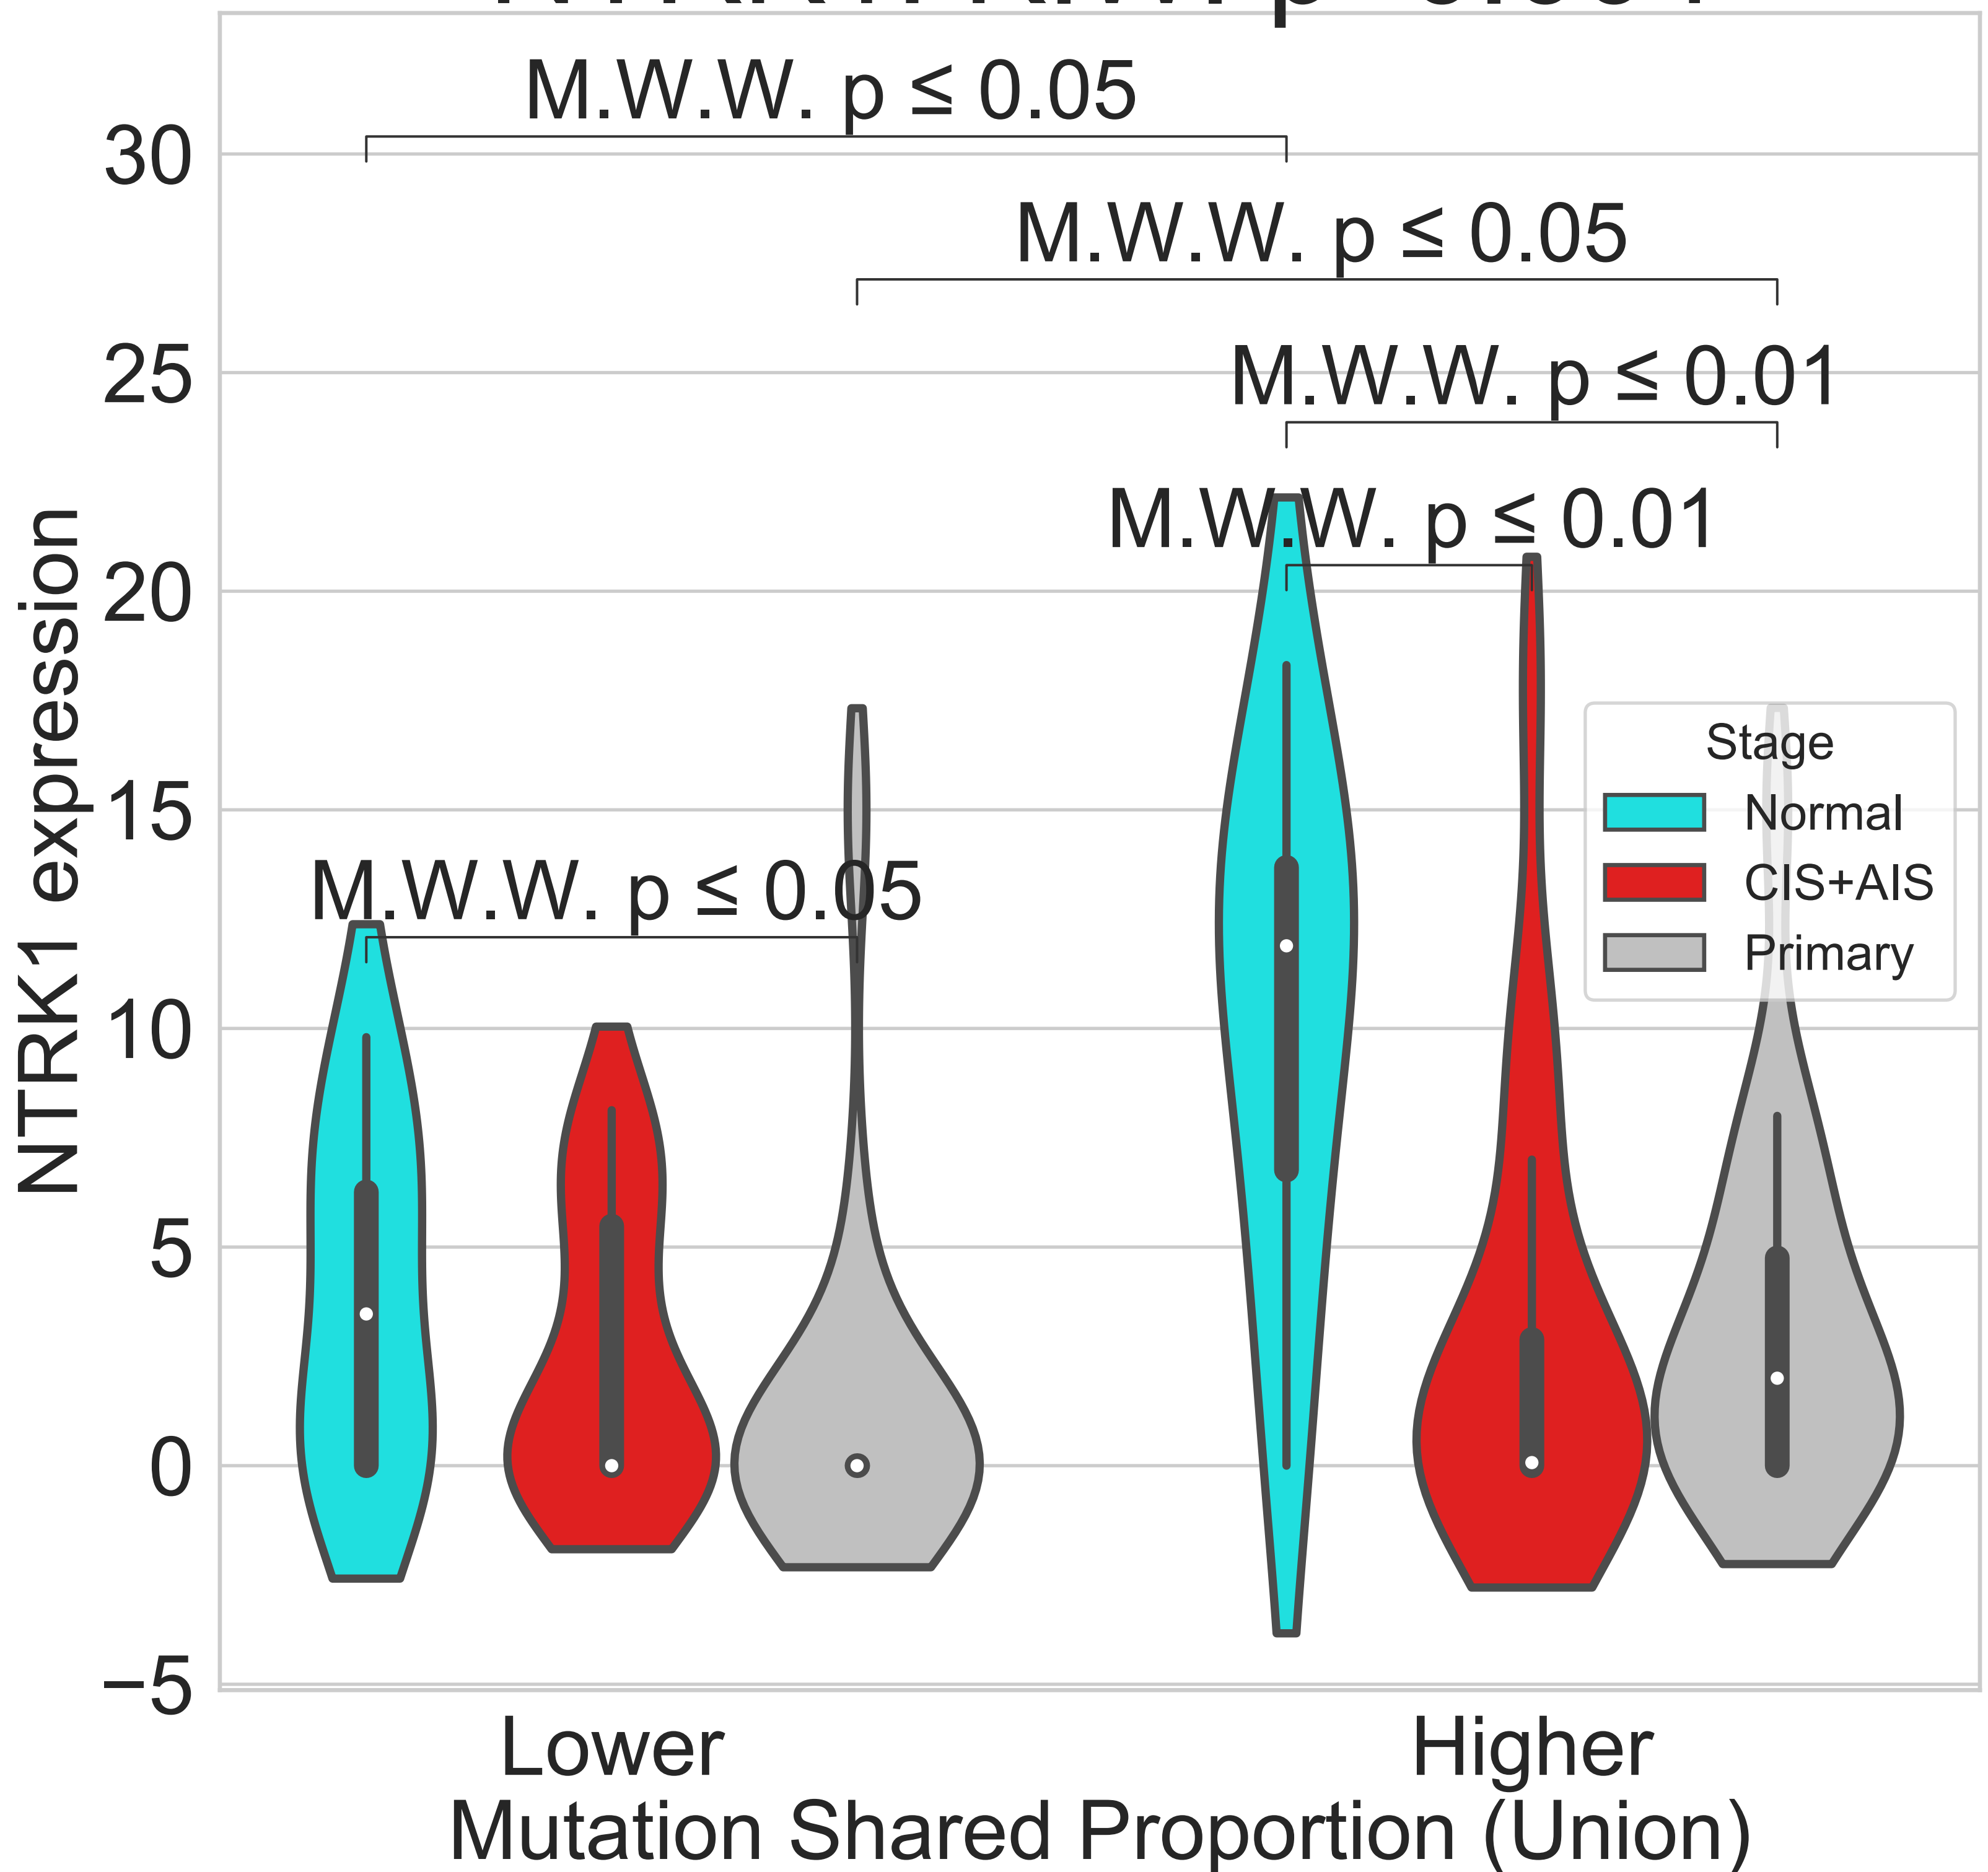 M.W.W. p ≤ 0.05
30
M.W.W. p ≤ 0.05
25
M.W.W. p ≤ 0.01
M.W.W. p ≤ 0.01
20
Stage
Normal
CIS+AIS
Primary
15
M.W.W. p ≤ 0.05
10
5
0
−5
NTRK1 expression
Lower
Higher
Mutation Shared Proportion (Union)